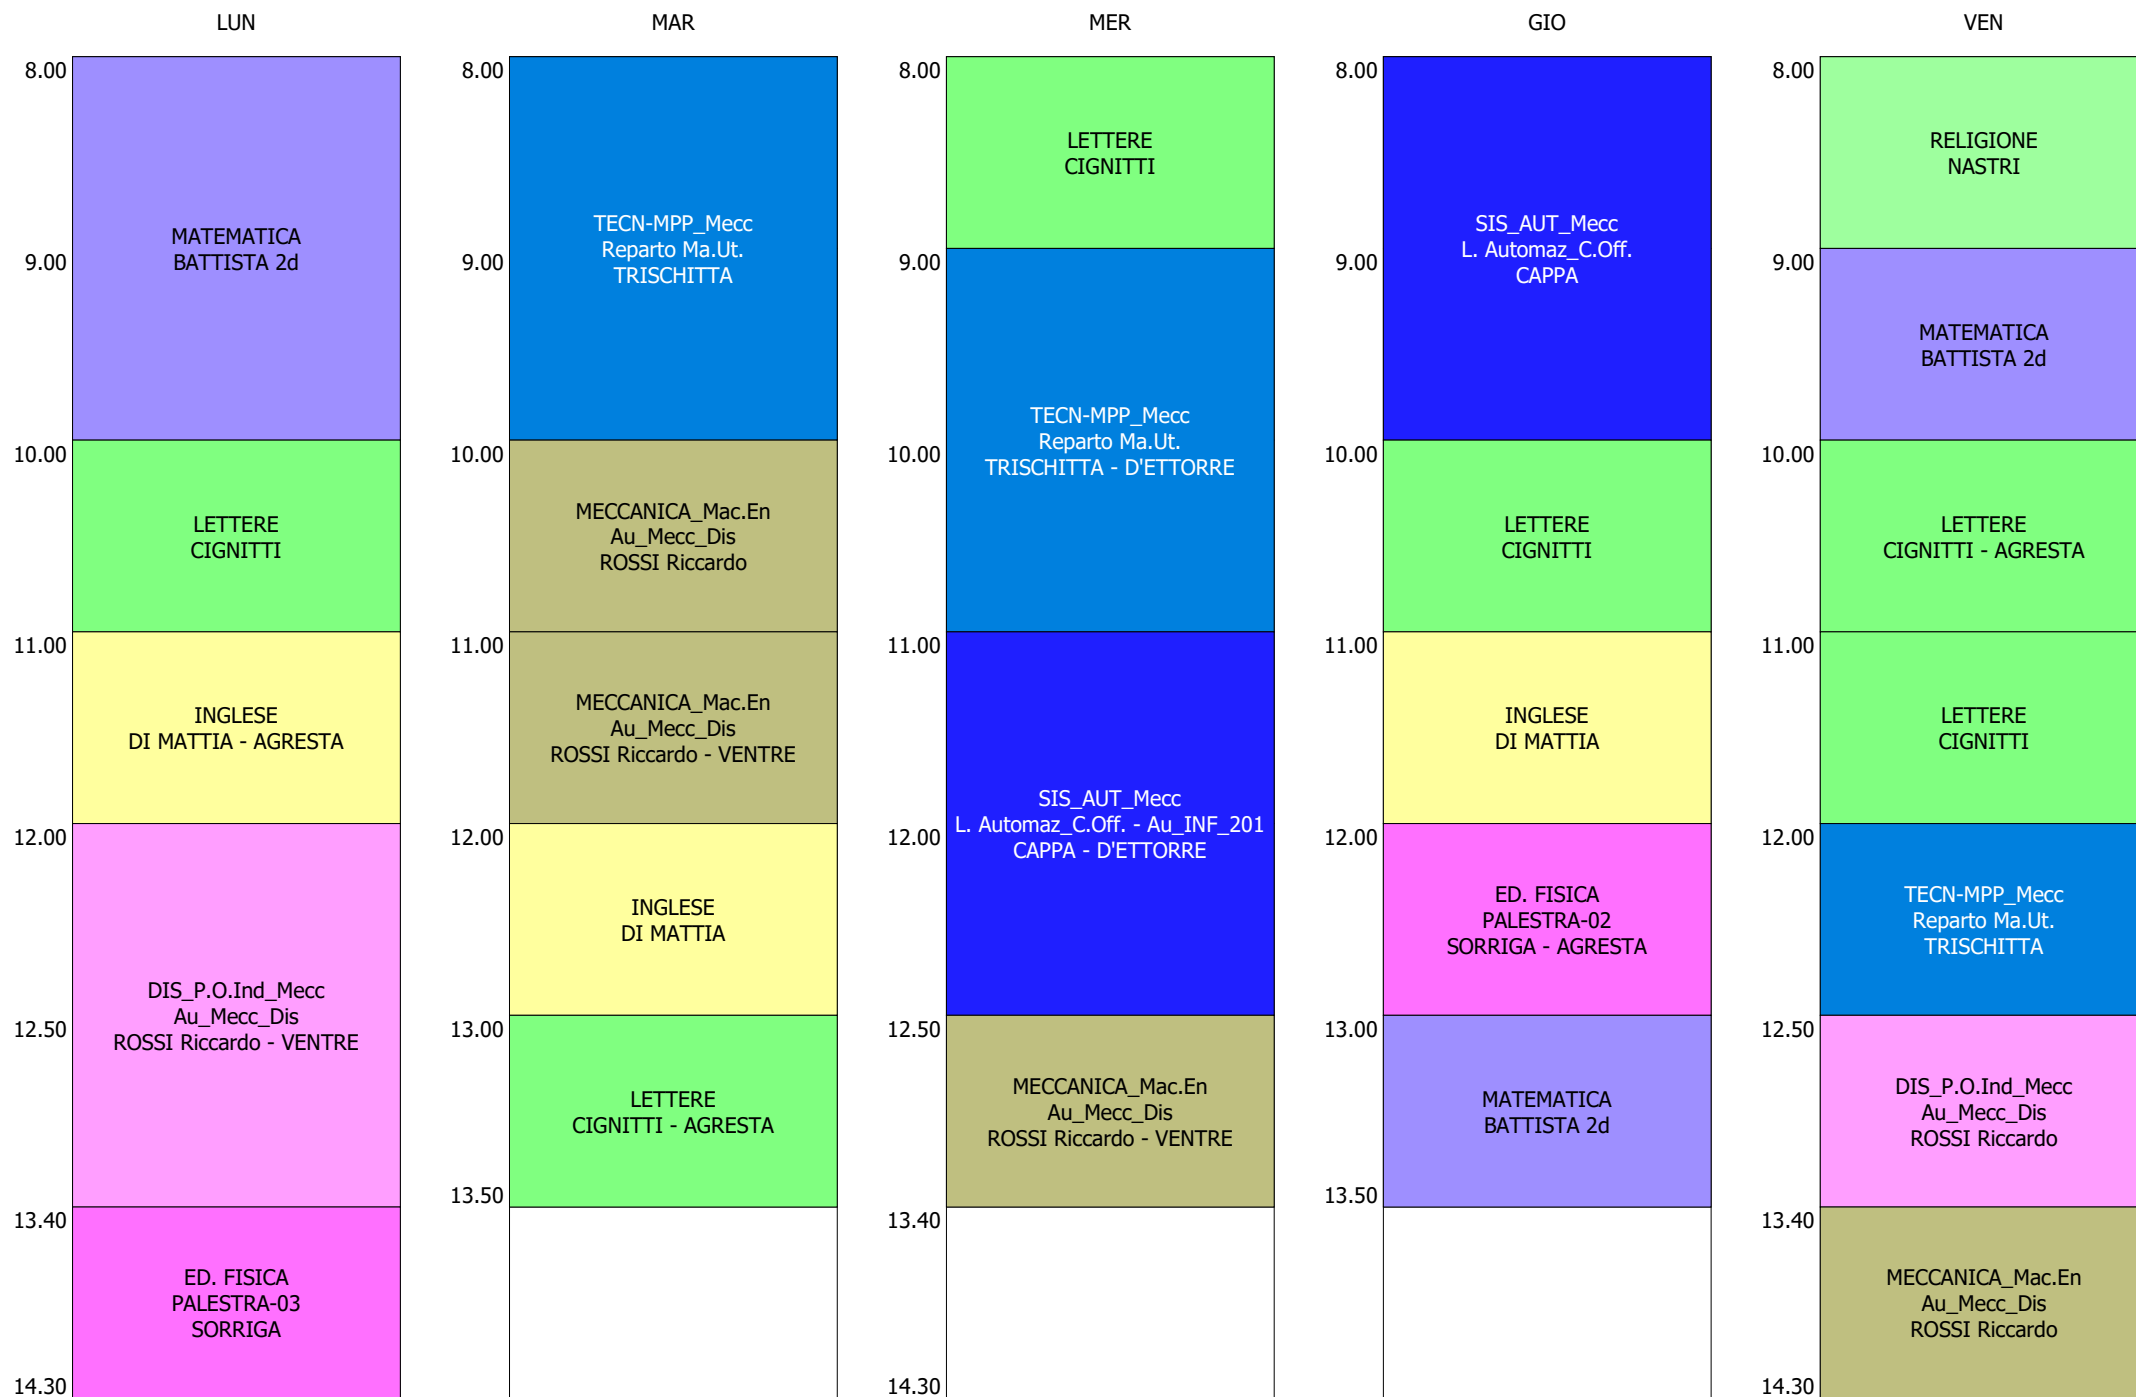 LUN
8.00
MATEMATICA
BATTISTA 2d
9.00
10.00
LETTERE
CIGNITTI
11.00
INGLESE
DI MATTIA - AGRESTA
12.00
DIS_P.O.Ind_Mecc
Au_Mecc_Dis
ROSSI Riccardo - VENTRE
12.50
13.40
ED. FISICA
PALESTRA-03
SORRIGA
14.30
MAR
8.00
TECN-MPP_Mecc
Reparto Ma.Ut.
TRISCHITTA
9.00
10.00
MECCANICA_Mac.En
Au_Mecc_Dis
ROSSI Riccardo
11.00
MECCANICA_Mac.En
Au_Mecc_Dis
ROSSI Riccardo - VENTRE
12.00
INGLESE
DI MATTIA
13.00
LETTERE
CIGNITTI - AGRESTA
13.50
MER
8.00
LETTERE
CIGNITTI
9.00
TECN-MPP_Mecc
Reparto Ma.Ut.
TRISCHITTA - D'ETTORRE
10.00
11.00
SIS_AUT_Mecc
L. Automaz_C.Off. - Au_INF_201
CAPPA - D'ETTORRE
12.00
12.50
MECCANICA_Mac.En
Au_Mecc_Dis
ROSSI Riccardo - VENTRE
13.40
14.30
GIO
8.00
SIS_AUT_Mecc
L. Automaz_C.Off.
CAPPA
9.00
10.00
LETTERE
CIGNITTI
11.00
INGLESE
DI MATTIA
12.00
ED. FISICA
PALESTRA-02
SORRIGA - AGRESTA
13.00
MATEMATICA
BATTISTA 2d
13.50
VEN
8.00
RELIGIONE
NASTRI
9.00
MATEMATICA
BATTISTA 2d
10.00
LETTERE
CIGNITTI - AGRESTA
11.00
LETTERE
CIGNITTI
12.00
TECN-MPP_Mecc
Reparto Ma.Ut.
TRISCHITTA
12.50
DIS_P.O.Ind_Mecc
Au_Mecc_Dis
ROSSI Riccardo
13.40
MECCANICA_Mac.En
Au_Mecc_Dis
ROSSI Riccardo
14.30